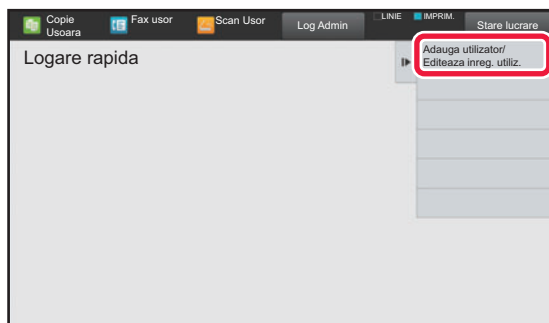 Copie
Usoara
Fax usor
Scan Usor
Log Admin
LINIE
IMPRIM.
Stare lucrare
Logare rapida
Adauga utilizator/
Editeaza inreg. utiliz.